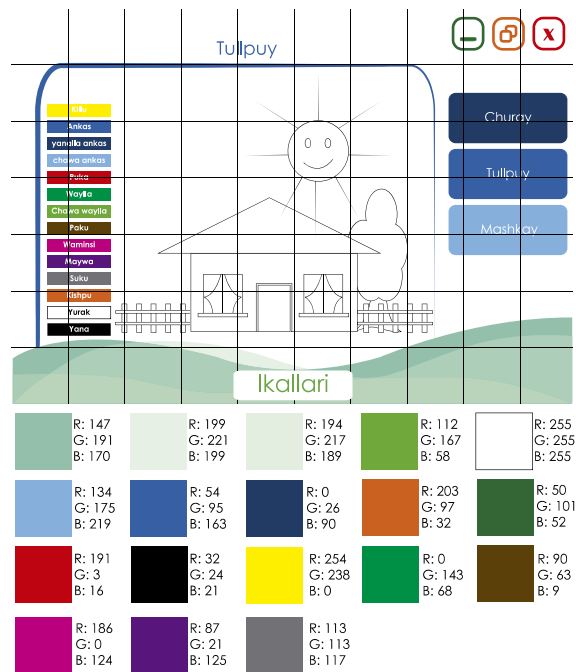 Tullpuy
X
Killu
Ankas
yanalla ankas
chawa ankas
Puka
Waylla
Chawa waylla
Paku
Waminsi
Maywa
Suku
Kishpu
Yurak
Yana
Churay
Tullpuy
Mashkay
Ikallari
R: 147
G: 191
B: 170
R: 199
G: 221
B: 199
R: 194
G: 217
B: 189
R: 112
G: 167
B: 58
R: 255
G: 255
B: 255
R: 134
G: 175
B: 219
R: 54
G: 95
B: 163
R: 0
G: 26
B: 90
R: 203
G: 97
B: 32
R: 50
G: 101
B: 52
R: 191
G: 3
B: 16
R: 32
G: 24
B: 21
R: 254
G: 238
B: 0
R: 0
G: 143
B: 68
R: 90
G: 63
B: 9
R: 186
G: 0
B: 124
R: 87
G: 21
B: 125
R: 113
G: 113
B: 117